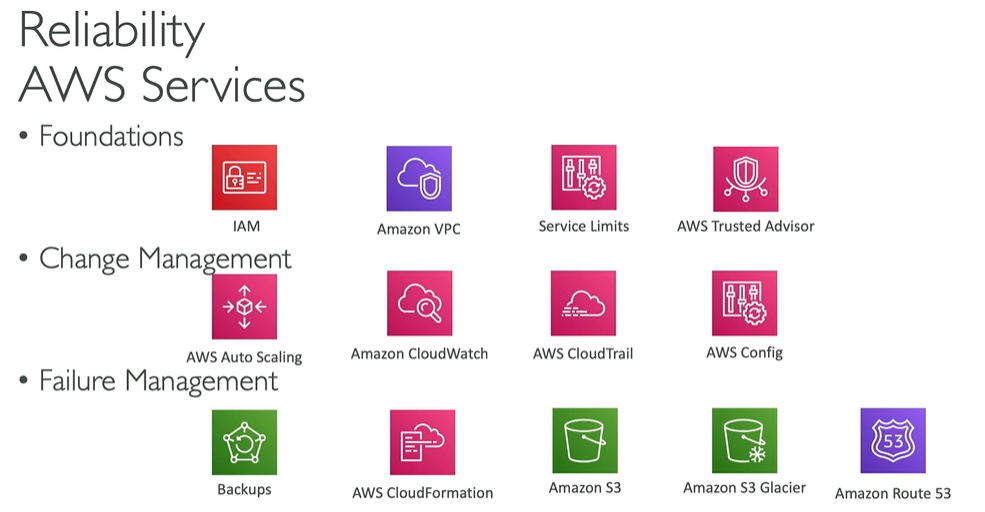 Reliability
AWS Services
• Foundations
IAM
Amazon VPC
Service Limits
AWS Trusted Advisor
• Change Management
AWS Auto Scaling
Amazon CloudWatch
AWS CloudTrail
AWS Config
• Failure Management
Backups
AWS CloudFormation
Amazon S3
Amazon S3 Glacier
53
Amazon Route 53